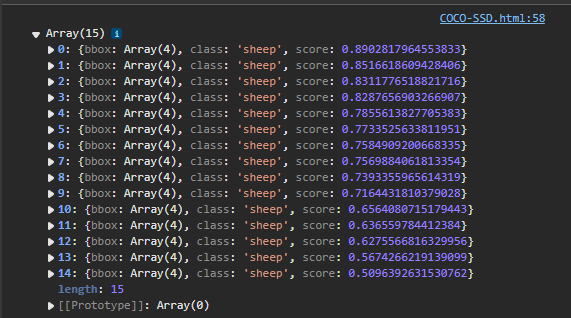 COCO-SSD.html:58
▼ Array(15) i
▶ 0: {bbox: Array(4), class: 'sheep', score: 0.8902817964553833}
▶ 1: {bbox: Array(4), class: 'sheep', score: 0.8516618609428406}
▶ 2: {bbox: Array(4), class: 'sheep', score: 0.8311776518821716}
▶ 3: {bbox: Array(4), class: 'sheep', score: 0.8287656903266907}
▶ 4: {bbox: Array(4), class: 'sheep', score: 0.7855613827705383}
▶ 5: {bbox: Array(4), class: 'sheep', score: 0.7733525633811951}
▶ 6: {bbox: Array(4), class: 'sheep', score: 0.7584909200668335}
▶ 7: {bbox: Array(4), class: 'sheep', score: 0.7569884061813354}
▶ 8: {bbox: Array(4), class: 'sheep', score: 0.7393355965614319}
▶ 9: {bbox: Array(4), class: 'sheep', score: 0.7164431810379028}
▶ 10: {bbox: Array(4), class: 'sheep', score: 0.6564080715179443}
▶ 11: {bbox: Array(4), class: 'sheep', score: 0.636559784412384}
▶ 12: {bbox: Array(4), class: 'sheep', score: 0.6275566816329956}
▶ 13: {bbox: Array(4), class: 'sheep', score: 0.5674266219139099}
▶ 14: {bbox: Array(4), class: 'sheep', score: 0.5096392631530762}
length: 15
▶ [[Prototype]]: Array(0)